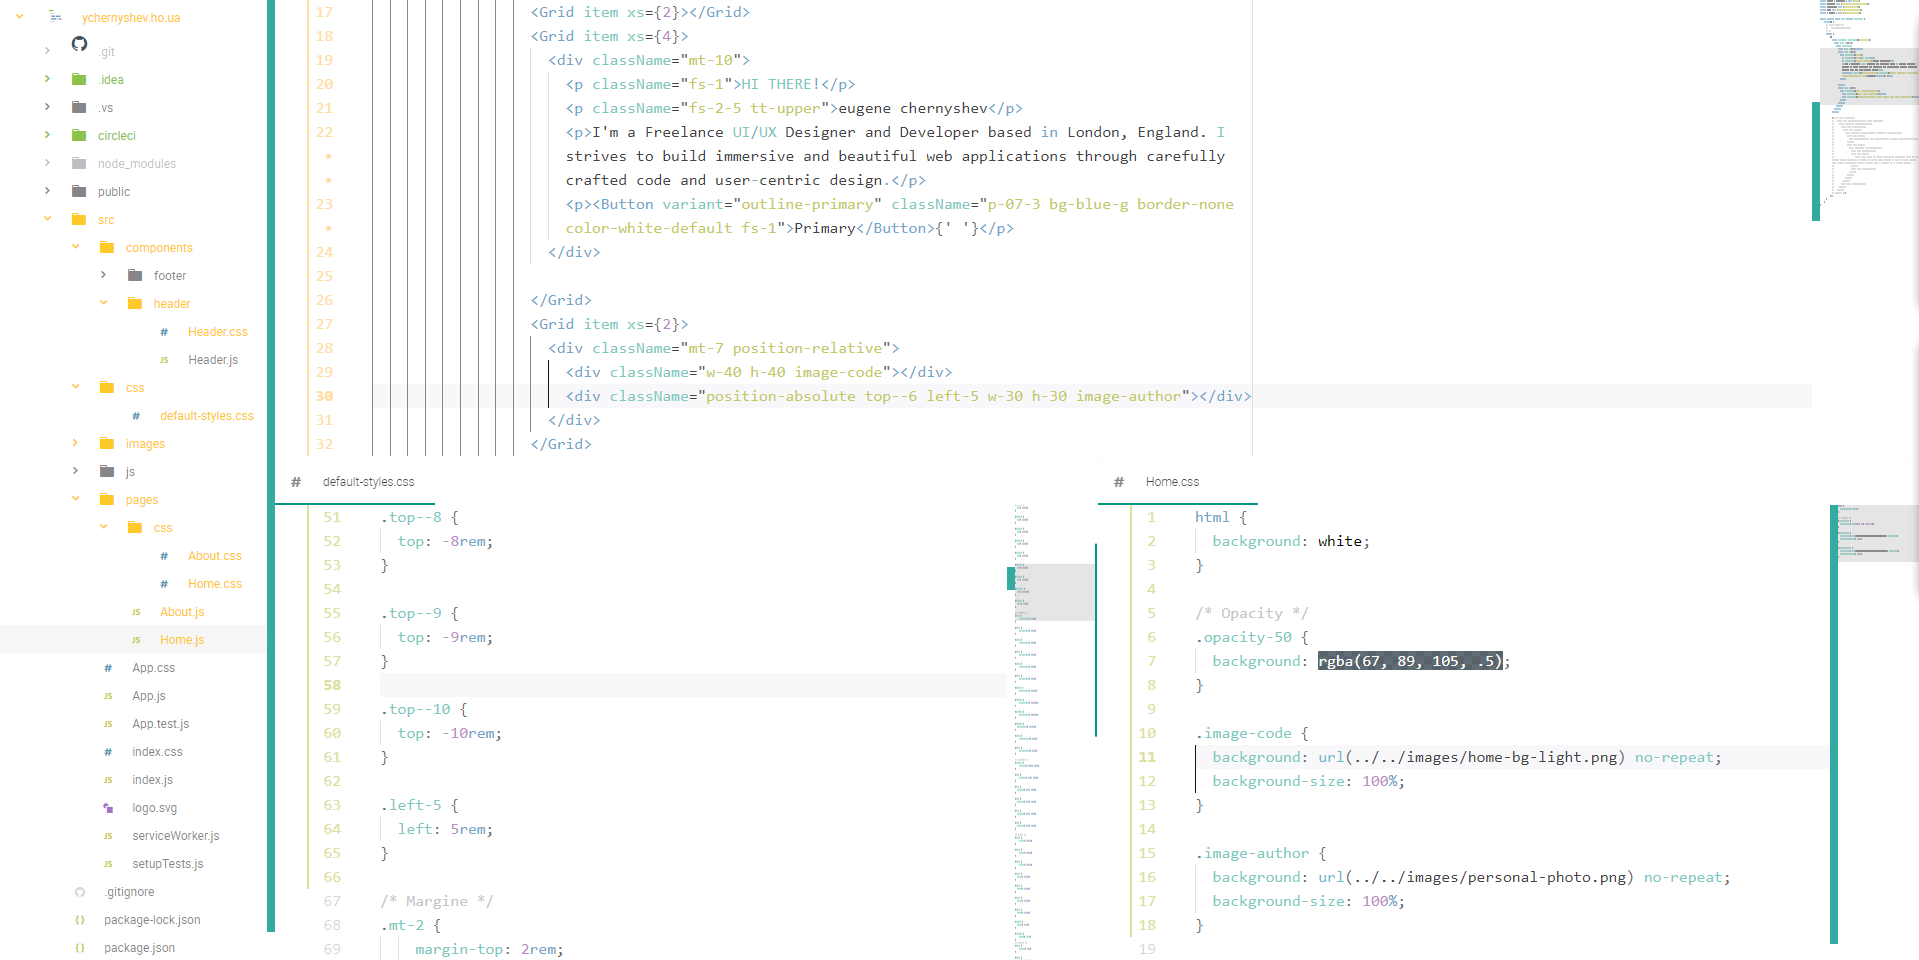 ychernyshev.ho.ua
.git
.idea
.vs
circleci
node_modules
public
src
components
footer
header
# Header.css
JS Header.js
css
# default-styles.css
images
js
pages
css
# About.css
# Home.css
JS About.js
JS Home.js
# App.css
JS App.js
JS App.test.js
# index.css
JS index.js
logo.svg
JS serviceWorker.js
JS setupTests.js
.gitignore
{} package-lock.json
{} package.json
17 <Grid item xs={2}></Grid>
18 <Grid item xs={4}>
19 <div className="mt-10">
20 <p className="fs-1">HI THERE!</p>
21 <p className="fs-2-5 tt-upper">eugene chernyshev</p>
22 <p>I'm a Freelance UI/UX Designer and Developer based in London, England. I
• strives to build immersive and beautiful web applications through carefully
• crafted code and user-centric design.</p>
23 <p><Button variant="outline-primary" className="p-07-3 bg-blue-g border-none
• color-white-default fs-1">Primary</Button>{' '}</p>
24 </div>
25
26 </Grid>
27 <Grid item xs={2}>
28 <div className="mt-7 position-relative">
29 <div className="w-40 h-40 image-code"></div>
30 <div className="position-absolute top--6 left-5 w-30 h-30 image-author"></div>
31 </div>
32 </Grid>
# default-styles.css
51 .top--8 {
52 top: -8rem;
53 }
54
55 .top--9 {
56 top: -9rem;
57 }
58
59 .top--10 {
60 top: -10rem;
61 }
62
63 .left-5 {
64 left: 5rem;
65 }
66
67 /* Margine */
68 .mt-2 {
69 margin-top: 2rem;
# Home.css
1 html {
2 background: white;
3 }
4
5 /* Opacity */
6 .opacity-50 {
7 background: rgba(67, 89, 105, .5);
8 }
9
10 .image-code {
11 background: url(../../images/home-bg-light.png) no-repeat;
12 background-size: 100%;
13 }
14
15 .image-author {
16 background: url(../../images/personal-photo.png) no-repeat;
17 background-size: 100%;
18 }
19